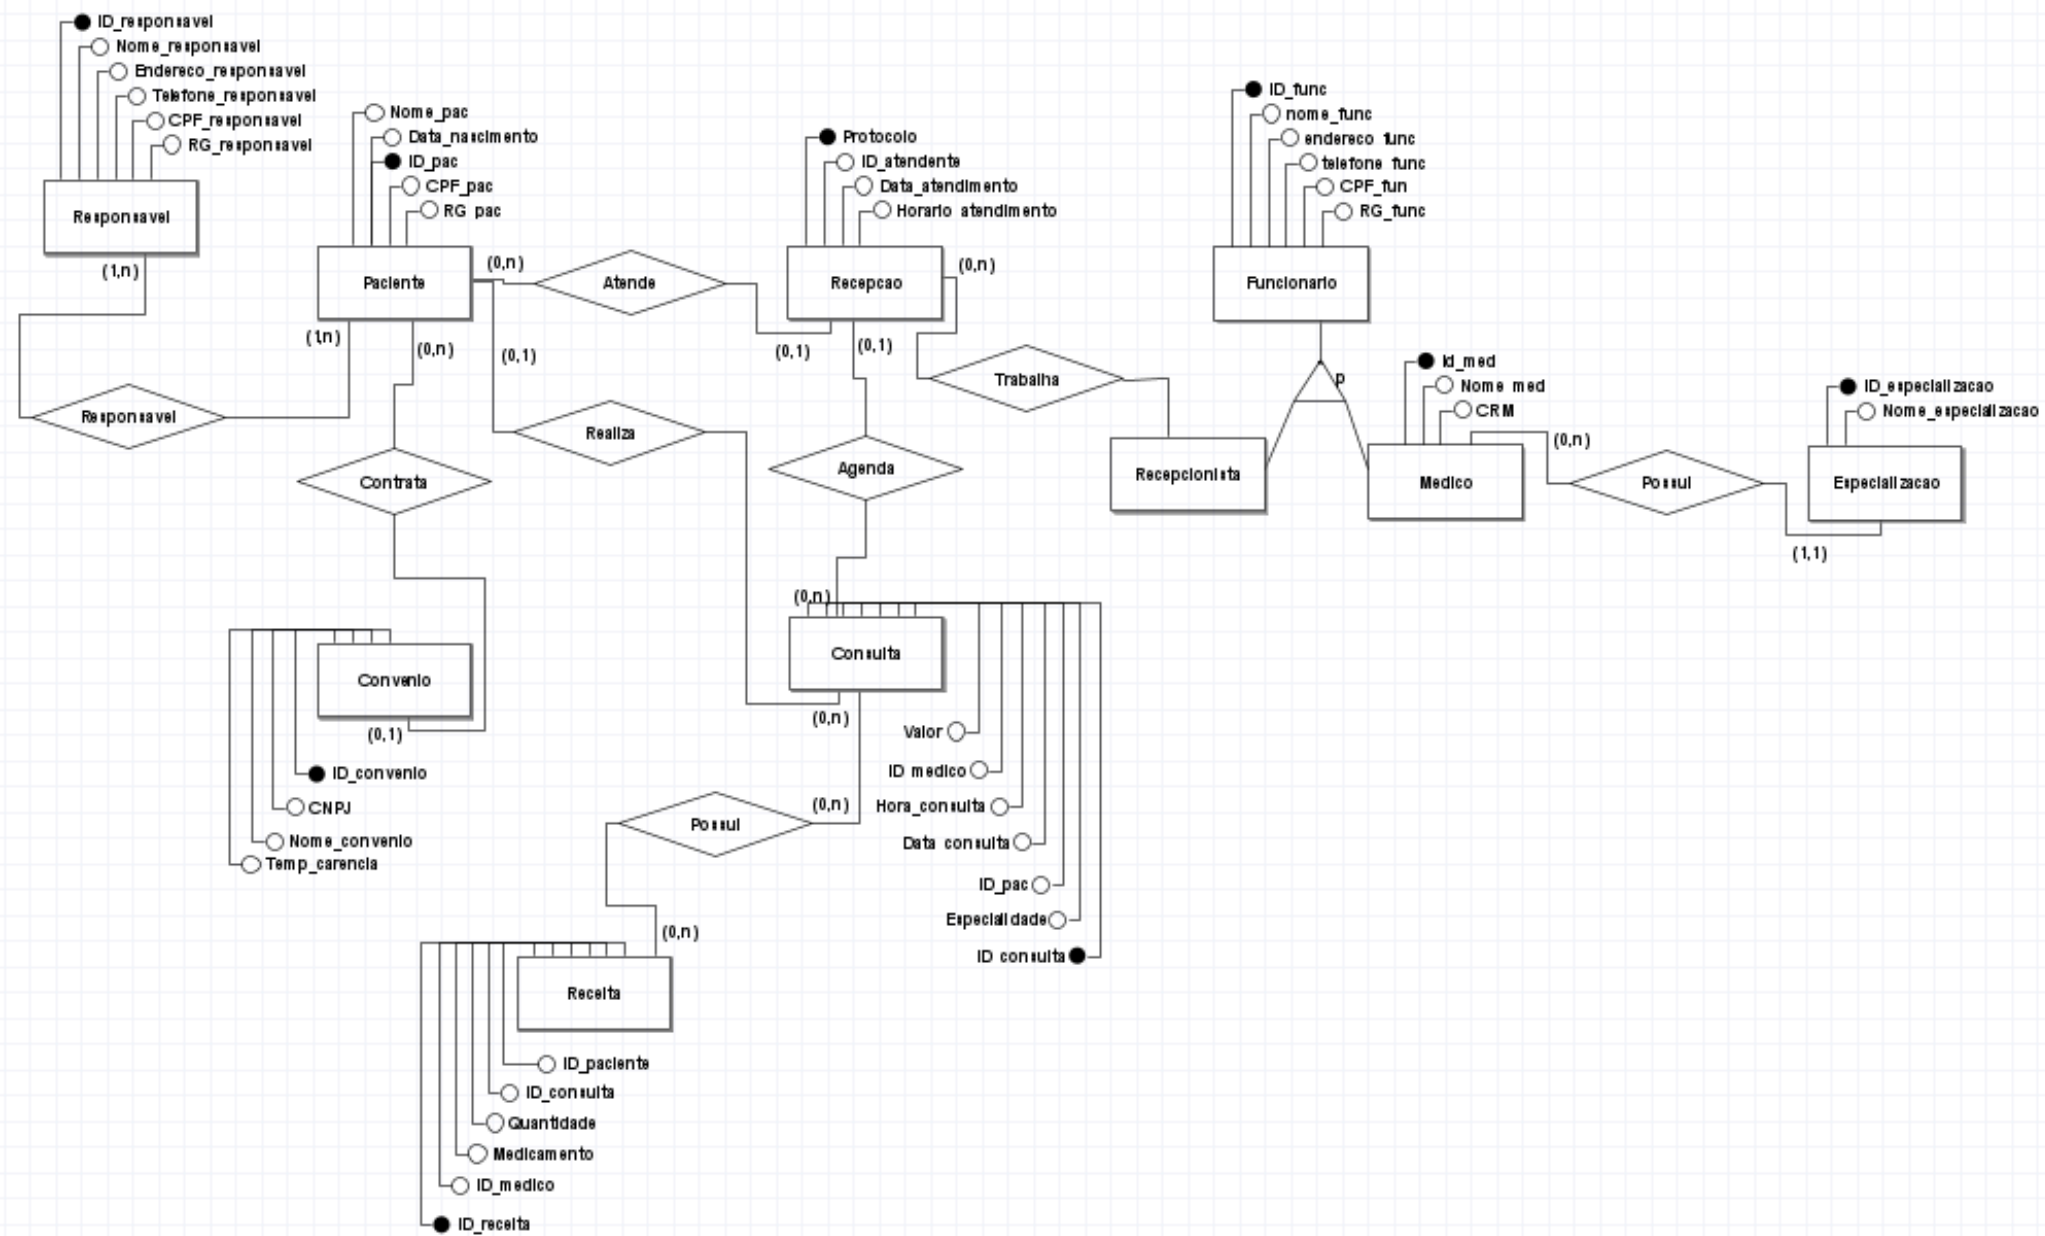 ID_responsavel
Nome_responsavel
Endereco_responsavel
Telefone_responsavel
CPF_responsavel
RG_responsavel
Responsavel
(1,n)
Responsavel
Nome_pac
Data_nascimento
ID_pac
CPF_pac
RG_pac
Paciente
(1,n)
(0,n)
(0,n)
(0,1)
Atende
Protocolo
ID_atendente
Data_atendimento
Horario_atendimento
Recepcao
(0,n)
(0,1)
(0,1)
Trabalha
ID_func
nome_func
endereco_func
telefone_func
CPF_fun
RG_func
Funcionario
p
Recepcionista
Id_med
Nome_med
CRM
Medico
(0,n)
Possui
ID_especializacao
Nome_especializacao
Especializacao
(1,1)
Contrata
Realiza
Agenda
Convenio
(0,1)
ID_convenio
CNPJ
Nome_convenio
Temp_carencia
(0,n)
Consulta
(0,n)
Valor
ID_medico
Hora_consulta
Data_consulta
ID_pac
Especialidade
ID_consulta
(0,n)
Possui
(0,n)
Receita
ID_paciente
ID_consulta
Quantidade
Medicamento
ID_medico
ID_receita